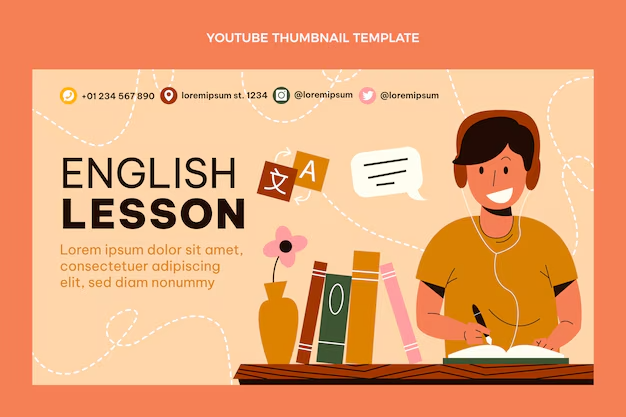 YOUTUBE THUMBNAIL TEMPLATE
+01 234 567 890 loremipsum st. 1234 @loremipsum @loremipsum
ENGLISH
LESSON
文 A
Lorem ipsum dolor sit amet,
consectetuer adipiscing
elit, sed diam nonummy